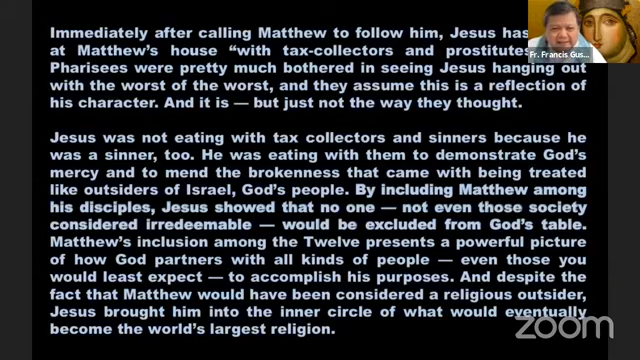 Immediately after calling Matthew to follow him, Jesus has
at Matthew's house "with tax-collectors and prostitutes
Pharisees were pretty much bothered in seeing Jesus hanging out
with the worst of the worst, and they assume this is a reflection of
his character. And it is — but just not the way they thought.
Jesus was not eating with tax collectors and sinners because he
was a sinner, too. He was eating with them to demonstrate God's
mercy and to mend the brokenness that came with being treated
like outsiders of Israel, God's people. By including Matthew among
his disciples, Jesus showed that no one — not even those society
considered irredeemable — would be excluded from God's table.
Matthew's inclusion among the Twelve presents a powerful picture
of how God partners with all kinds of people — even those you
would least expect — to accomplish his purposes. And despite the
fact that Matthew would have been considered a religious outsider,
Jesus brought him into the inner circle of what would eventually
become the world's largest religion.
Fr. Francis Gus...
zoom